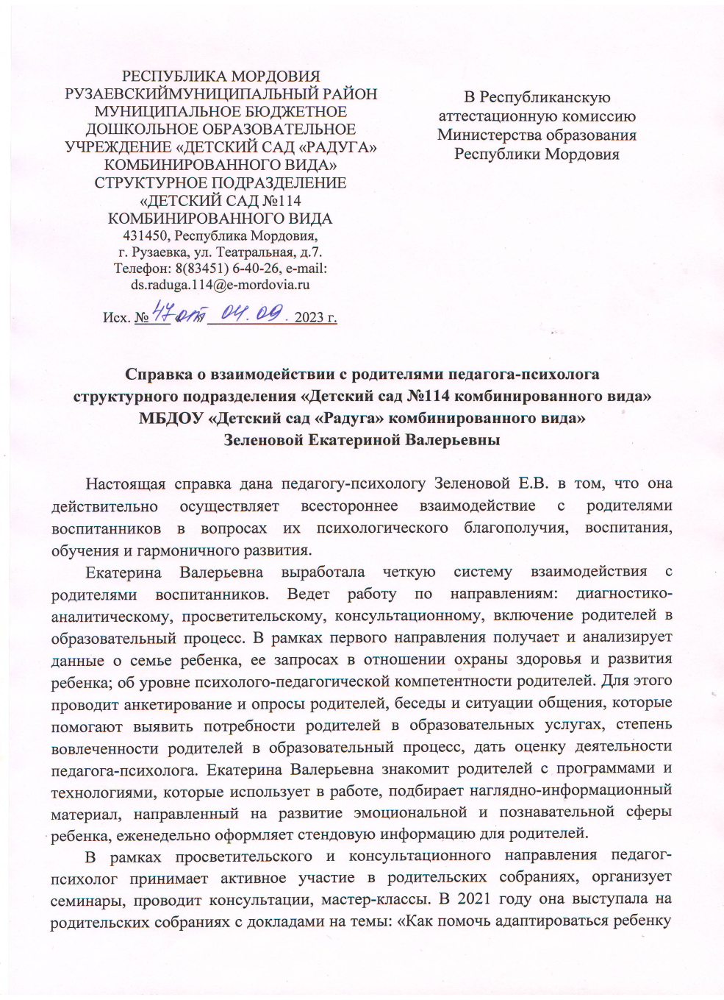 РЕСПУБЛИКА МОРДОВИЯ
РУЗАЕВСКИЙМУНИЦИПАЛЬНЫЙ РАЙОН
МУНИЦИПАЛЬНОЕ БЮДЖЕТНОЕ
ДОШКОЛЬНОЕ ОБРАЗОВАТЕЛЬНОЕ
УЧРЕЖДЕНИЕ «ДЕТСКИЙ САД «РАДУГА»
КОМБИНИРОВАННОГО ВИДА»
СТРУКТУРНОЕ ПОДРАЗДЕЛЕНИЕ
«ДЕТСКИЙ САД №114
КОМБИНИРОВАННОГО ВИДА
431450, Республика Мордовия,
г. Рузаевка, ул. Театральная, д.7.
Телефон: 8(83451) 6-40-26, e-mail:
ds.raduga.114@e-mordovia.ru
Исх. № 47 от « » 04.09. 2023 г.
В Республиканскую
аттестационную комиссию
Министерства образования
Республики Мордовия
Справка о взаимодействии с родителями педагога-психолога
структурного подразделения «Детский сад №114 комбинированного вида»
МБДОУ «Детский сад «Радуга» комбинированного вида»
Зеленовой Екатериной Валерьевны
Настоящая справка дана педагогу-психологу Зеленовой Е.В. в том, что она
действительно осуществляет всестороннее взаимодействие с родителями
воспитанников в вопросах их психологического благополучия, воспитания,
обучения и гармоничного развития.
Екатерина Валерьевна выработала четкую систему взаимодействия с
родителями воспитанников. Ведет работу по направлениям: диагностико-
аналитическому, просветительскому, консультационному, включение родителей в
образовательный процесс. В рамках первого направления получает и анализирует
данные о семье ребенка, ее запросах в отношении охраны здоровья и развития
ребенка; об уровне психолого-педагогической компетентности родителей. Для этого
проводит анкетирование и опросы родителей, беседы и ситуации общения, которые
помогают выявить потребности родителей в образовательных услугах, степень
вовлеченности родителей в образовательный процесс, дать оценку деятельности
педагога-психолога. Екатерина Валерьевна знакомит родителей с программами и
технологиями, которые использует в работе, подбирает наглядно-информационный
материал, направленный на развитие эмоциональной и познавательной сферы
ребенка, еженедельно оформляет стендовую информацию для родителей.
В рамках просветительского и консультационного направления педагог-
психолог принимает активное участие в родительских собраниях, организует
семинары, проводит консультации, мастер-классы. В 2021 году она выступала на
родительских собраниях с докладами на темы: «Как помочь адаптироваться ребенку